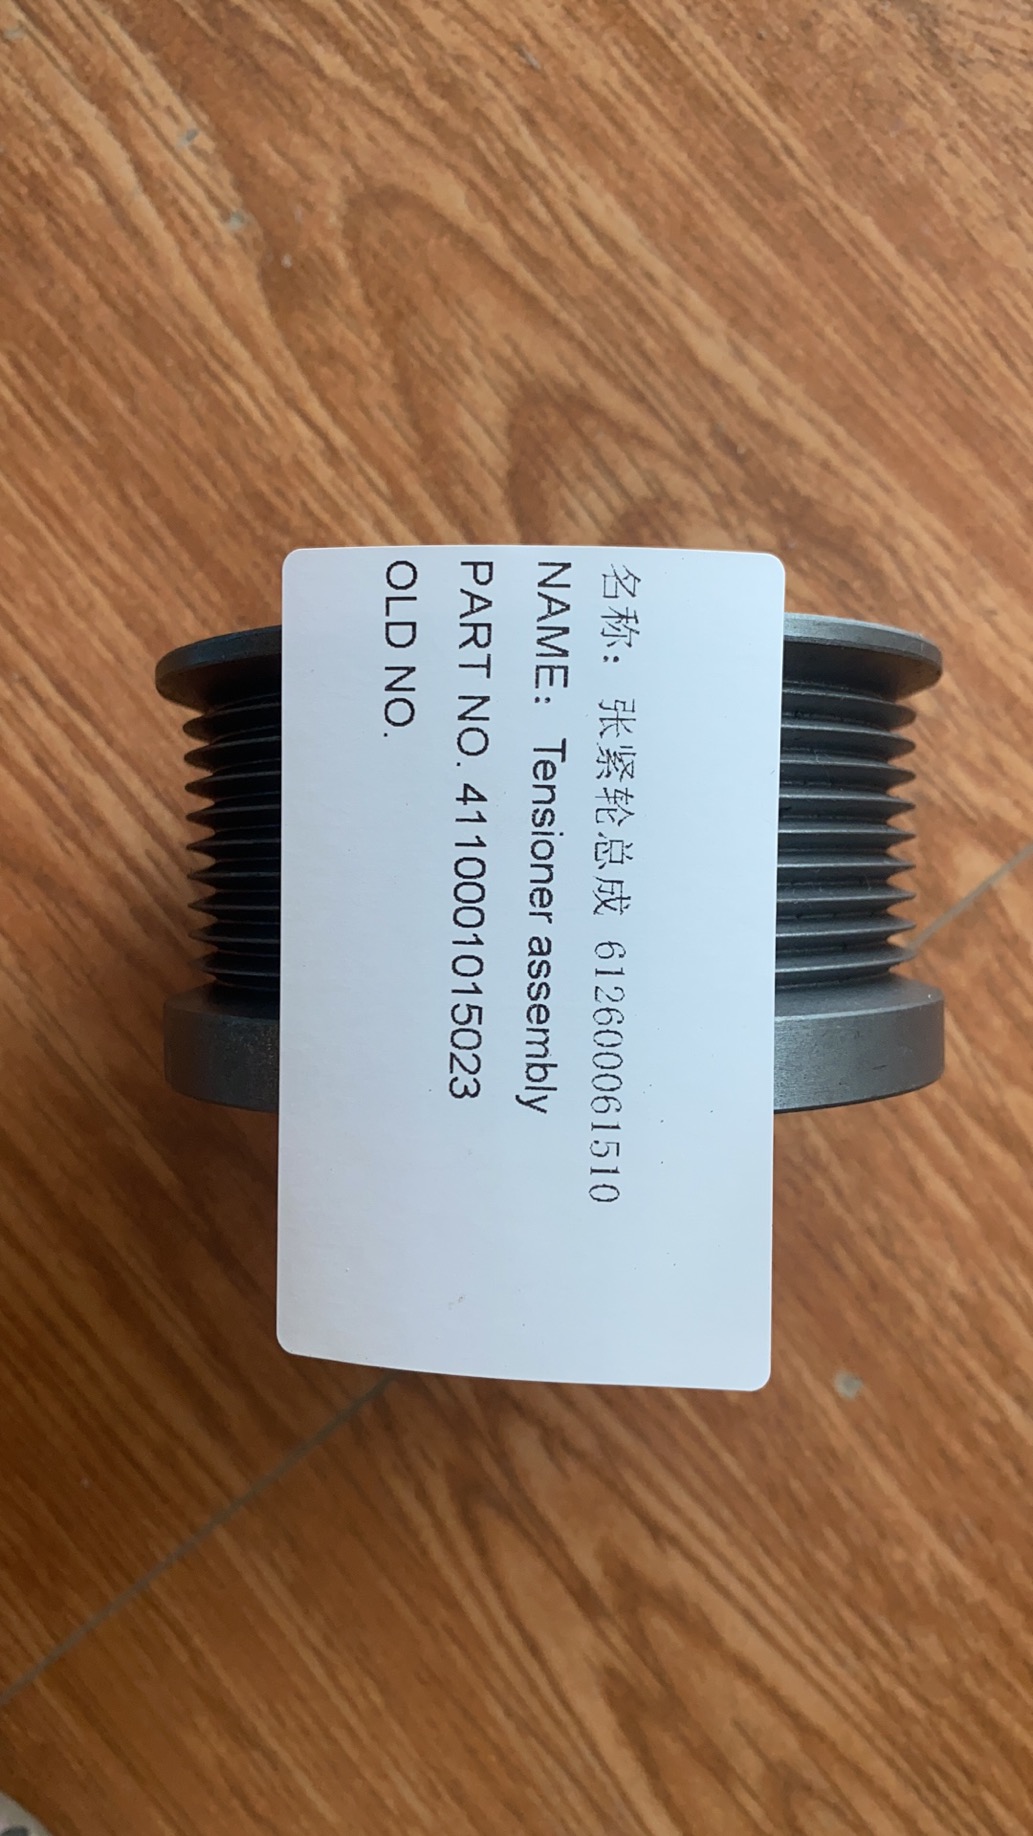 名称： 张紧轮总成 612600061510
NAME： Tensioner assembly
PART NO. 4110001015023
OLD NO.